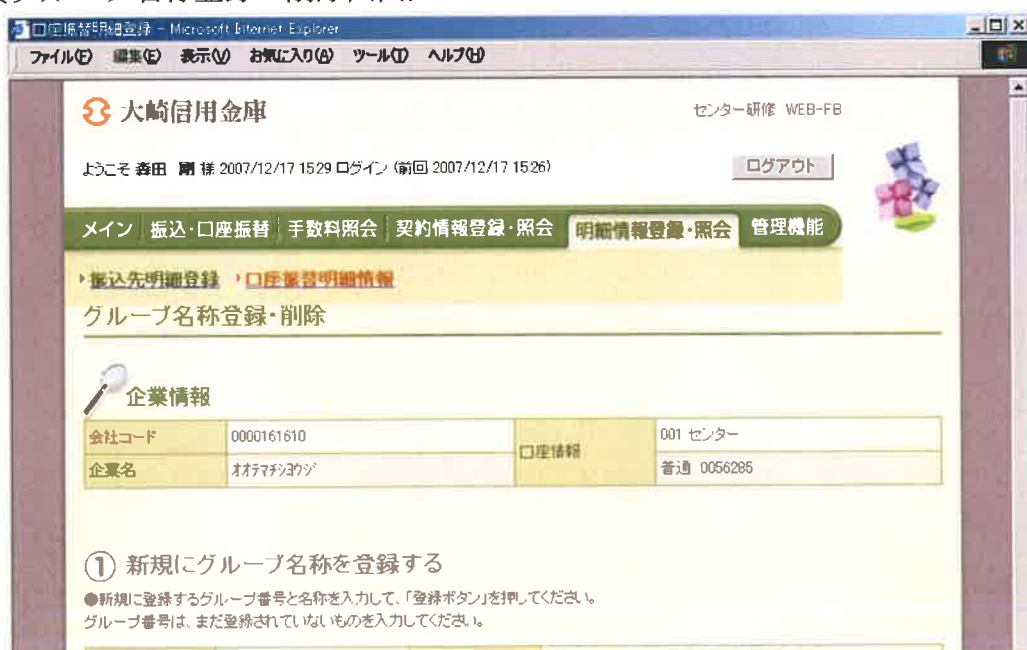 口座振替明細登録 - Microsoft Internet Explorer
ファイル(F) 編集(E) 表示(V) お気に入り(A) ツール(T) ヘルプ(H)
大崎信用金庫
センター研修 WEB-FB
ようこそ 森田 剛 様 2007/12/17 15:29 ログイン (前回 2007/12/17 15:26)
ログアウト
メイン 振込・口座振替 手数料照会 契約情報登録・照会 明細情報登録・照会 管理機能
振込先明細登録 口座振替明細情報
グループ名称登録・削除
企業情報
会社コード 0000161610 口座情報 001 センター
企業名 オオテマチシヨウジ 普通 0056285
① 新規にグループ名称を登録する
●新規に登録するグループ番号と名称を入力して、「登録ボタン」を押してください。
グループ番号は、まだ登録されていないものを入力してください。